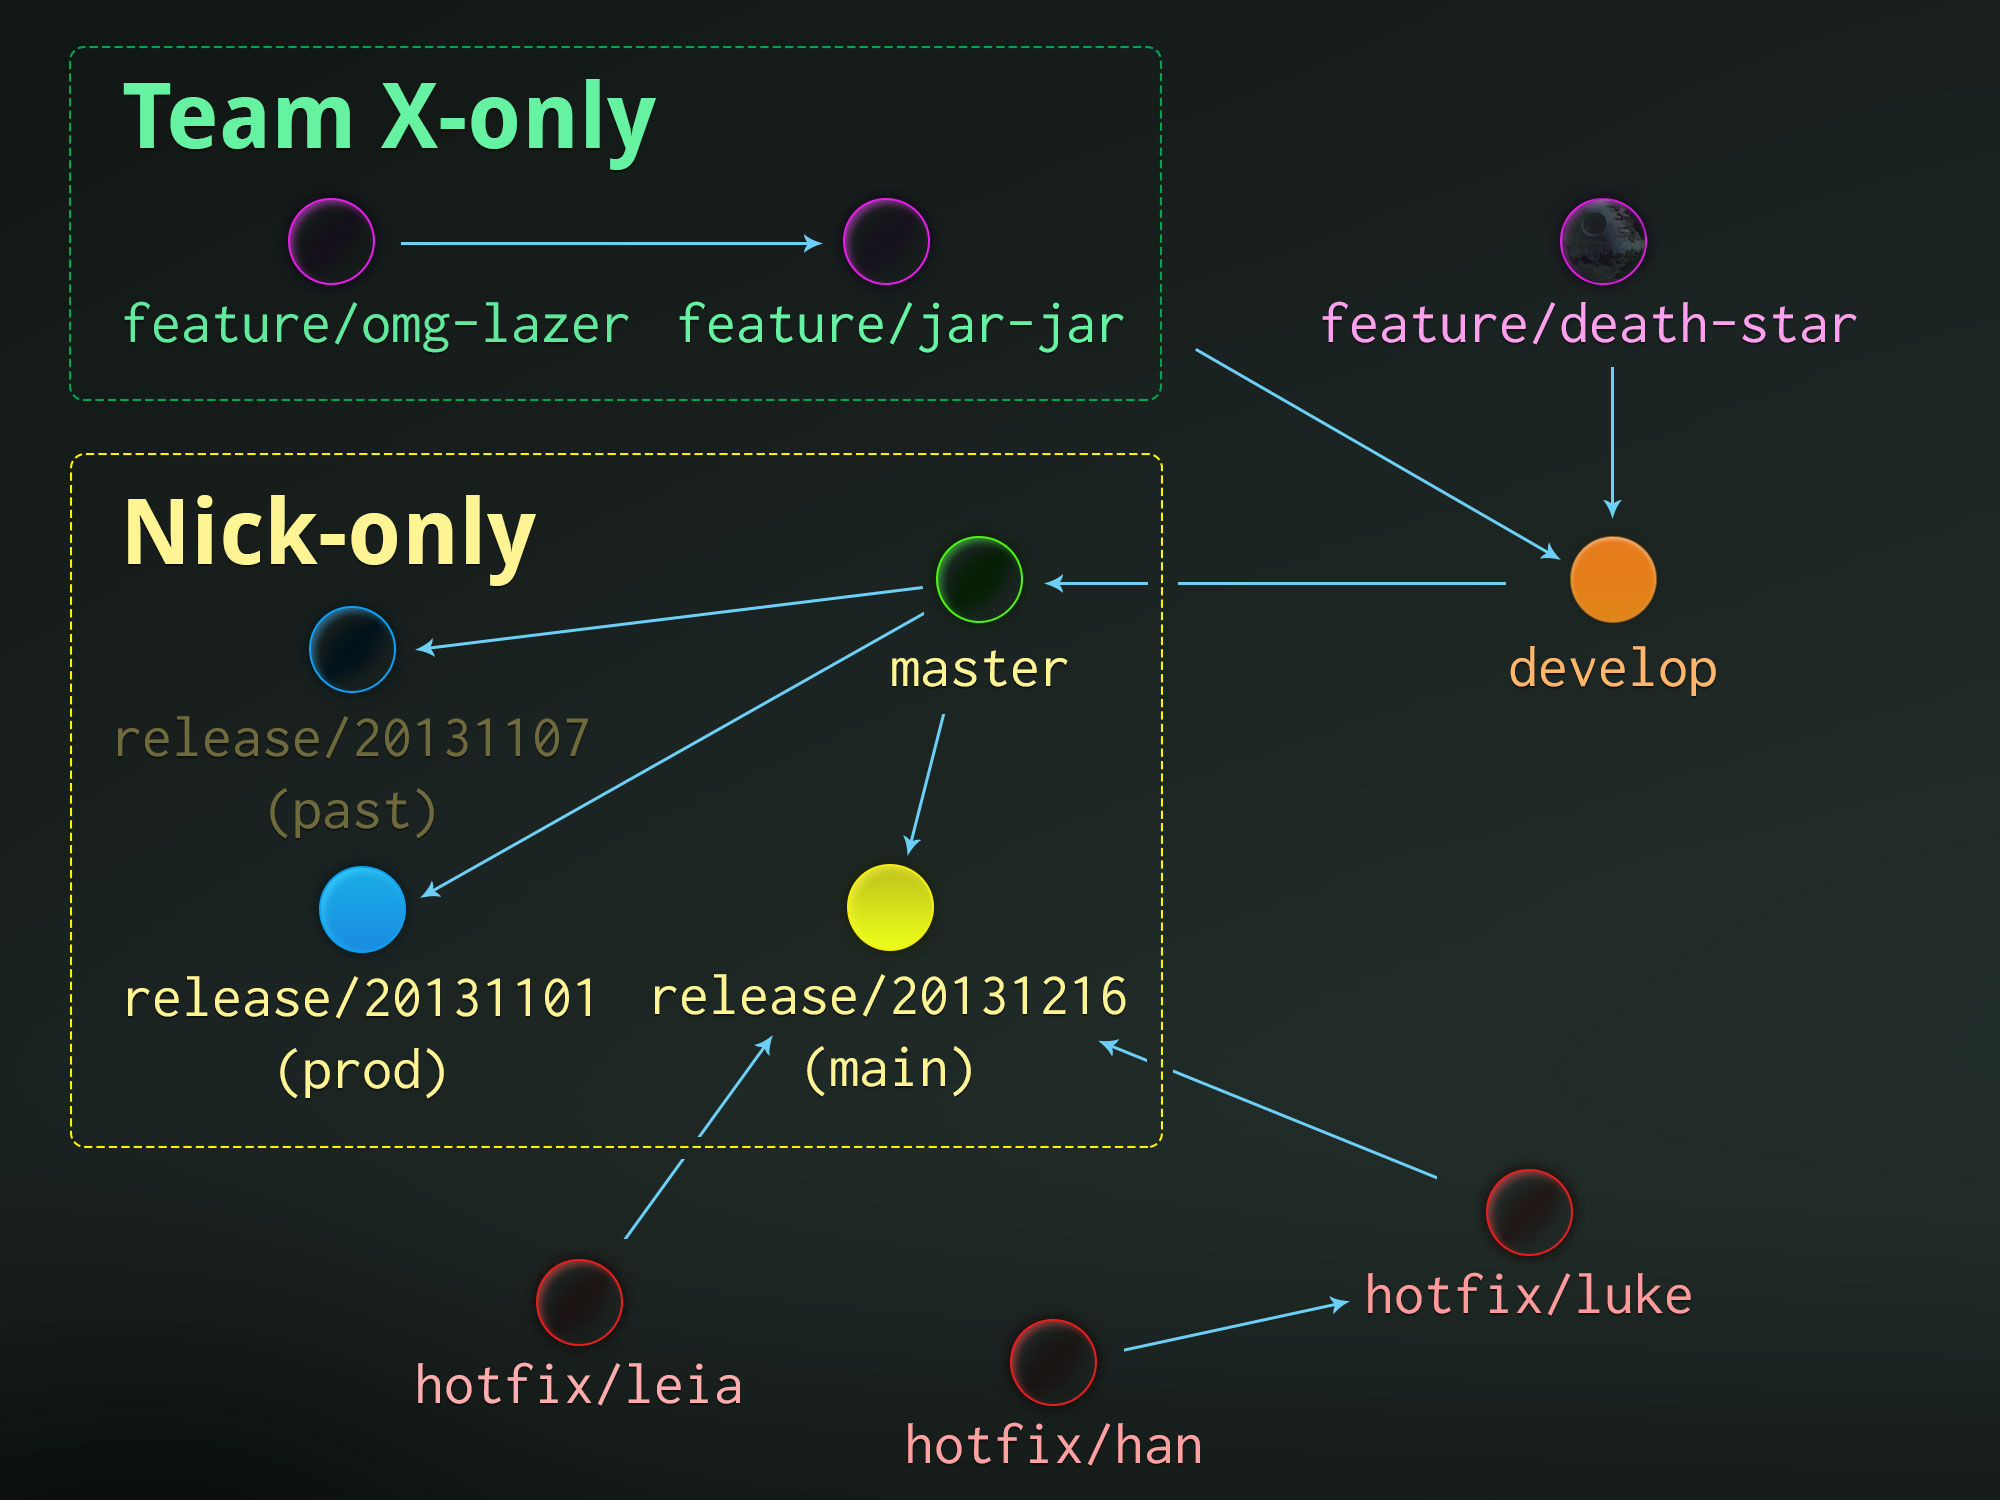 Team X-only
feature/omg-lazer
feature/jar-jar
feature/death-star
Nick-only
master
develop
release/20131107
(past)
release/20131101
(prod)
release/20131216
(main)
hotfix/luke
hotfix/leia
hotfix/han